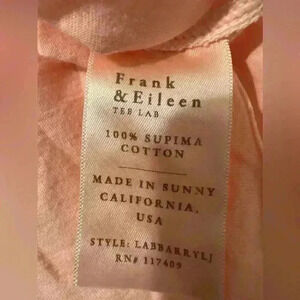 Frank
&Eileen
TEE LAB
100% SUPIMA
COTTON
MADE IN SUNNY
CALIFORNIA,
USA
STYLE: LABBARRYLJ
RN# 117409